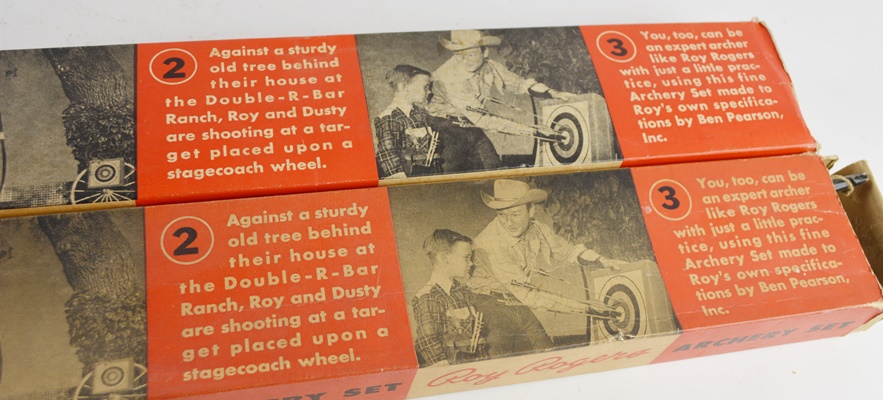 2
Against a sturdy
old tree behind
their house at
the Double-R-Bar
Ranch, Roy and Dusty
are shooting at a tar-
get placed upon a
stagecoach wheel.
3
You, too, can be
an expert archer
like Roy Rogers
with just a little prac-
tice, using this fine
Archery Set made to
Roy's own specifica-
tions by Ben Pearson,
Inc.
2
Against a sturdy
old tree behind
their house at
the Double-R-Bar
Ranch, Roy and Dusty
are shooting at a tar-
get placed upon a
stagecoach wheel.
3
You, too, can be
an expert archer
like Roy Rogers
with just a little prac-
tice, using this fine
Archery Set made to
Roy's own specifica-
tions by Ben Pearson,
Inc.
ARCHERY SET Roy Rogers ARCHERY SET